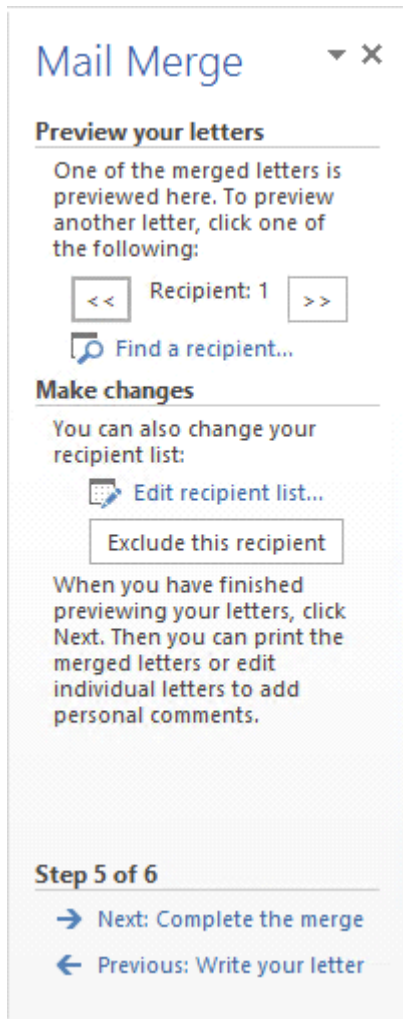 Mail Merge
Preview your letters
One of the merged letters is
previewed here. To preview
another letter, click one of
the following:
<< Recipient: 1 >>
Find a recipient...
Make changes
You can also change your
recipient list:
Edit recipient list...
Exclude this recipient
When you have finished
previewing your letters, click
Next. Then you can print the
merged letters or edit
individual letters to add
personal comments.
Step 5 of 6
Next: Complete the merge
Previous: Write your letter